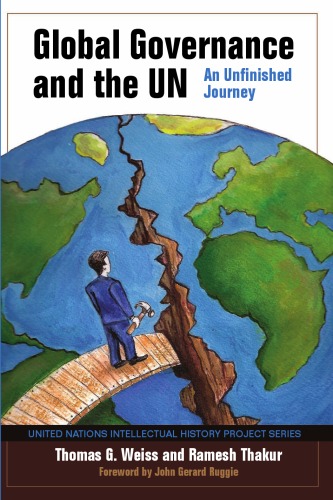 Global Governance
and the UN
An Unfinished
Journey
UNITED NATIONS INTELLECTUAL HISTORY PROJECT SERIES
Thomas G. Weiss and Ramesh Thakur
Foreword by John Gerard Ruggie